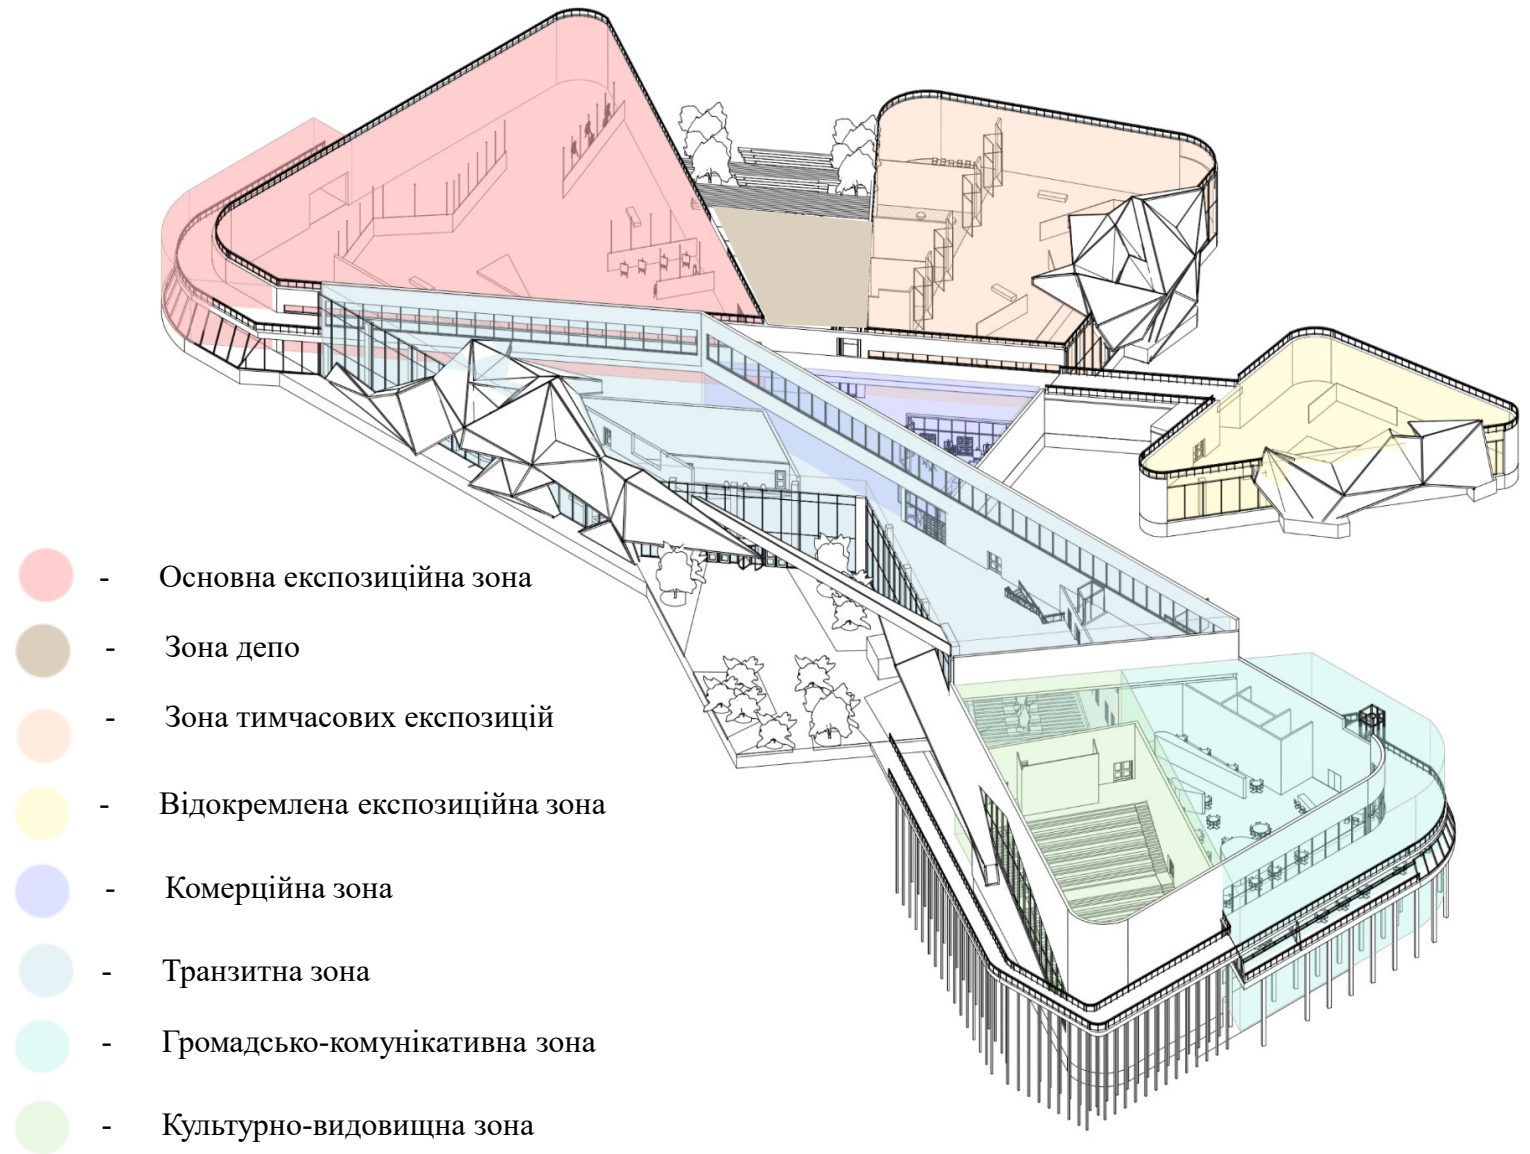 - Основна експозиційна зона
- Зона депо
- Зона тимчасових експозицій
- Відокремлена експозиційна зона
- Комерційна зона
- Транзитна зона
- Громадсько-комунікативна зона
- Культурно-видовищна зона